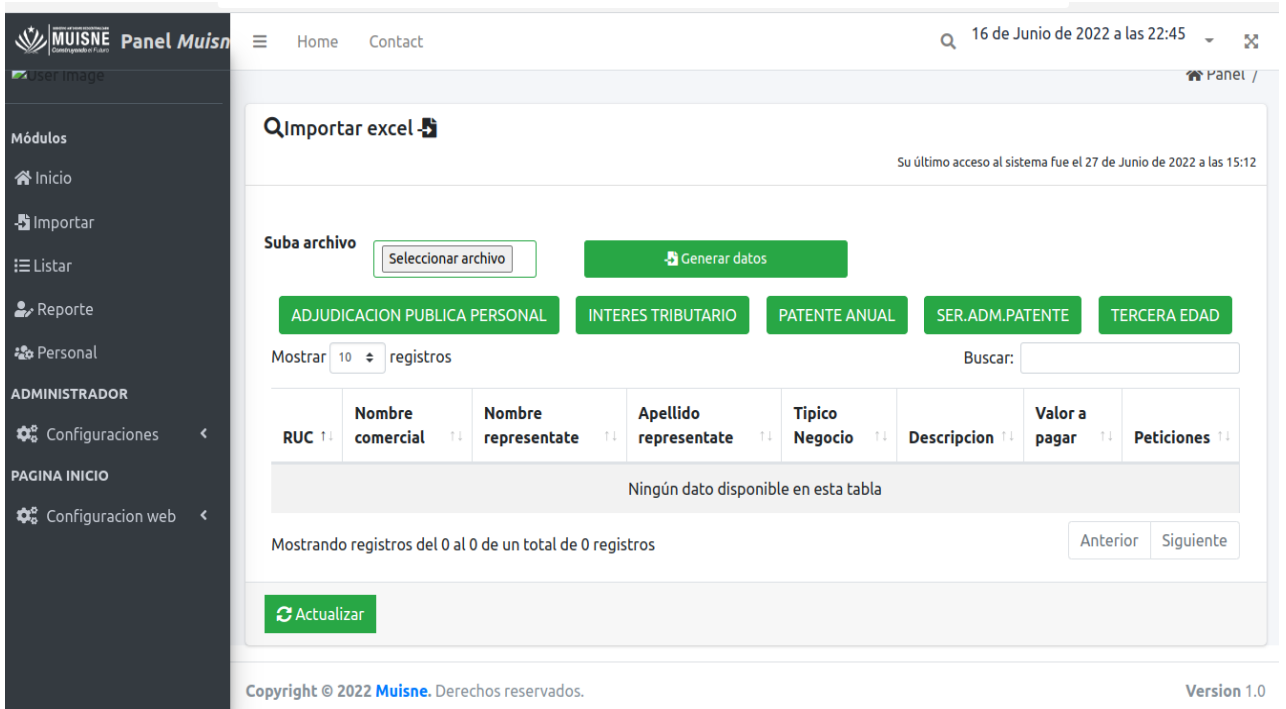 MUISNE
Construyendo el Futuro
Panel Muisn
Home
Contact
16 de Junio de 2022 a las 22:45
User Image
Panel /
Módulos
Inicio
Importar
Listar
Reporte
Personal
ADMINISTRADOR
Configuraciones
PAGINA INICIO
Configuracion web
Importar excel
Su último acceso al sistema fue el 27 de Junio de 2022 a las 15:12
Suba archivo
Seleccionar archivo
Generar datos
ADJUDICACION PUBLICA PERSONAL
INTERES TRIBUTARIO
PATENTE ANUAL
SER.ADM.PATENTE
TERCERA EDAD
Mostrar 10 registros
Buscar:
RUC
Nombre
comercial
Nombre
representate
Apellido
representate
Tipico
Negocio
Descripcion
Valor a
pagar
Peticiones
Ningún dato disponible en esta tabla
Mostrando registros del 0 al 0 de un total de 0 registros
Anterior
Siguiente
Actualizar
Copyright © 2022 Muisne. Derechos reservados.
Version 1.0